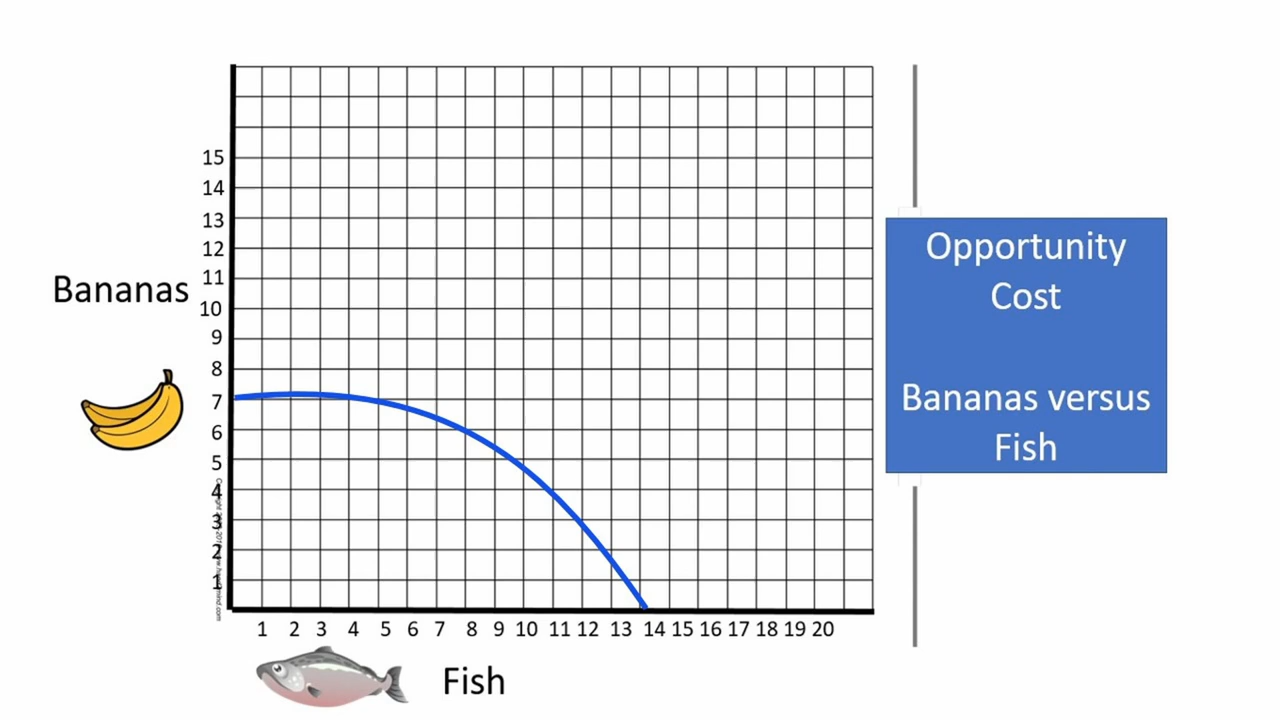 15
14
13
12
Bananas 11
10
9
8
7
6
5
4
3
2
1
1 2 3 4 5 6 7 8 9 10 11 12 13 14 15 16 17 18 19 20
Fish
Opportunity
Cost
Bananas versus
Fish